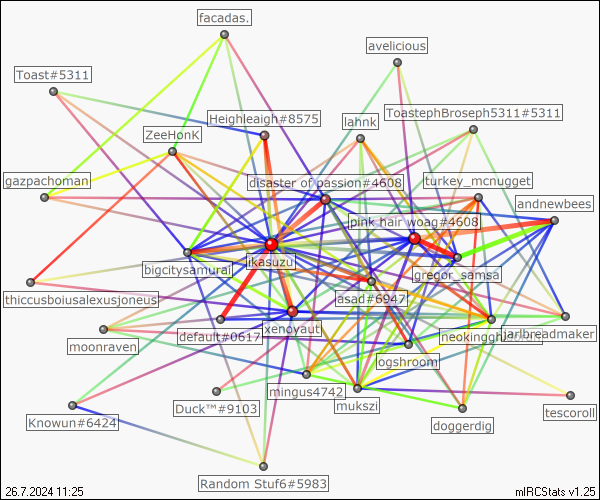 facadas.
avelicious
Toast#5311
ToastephBroseph5311#5311
Heighleaigh#8575
lahnk
ZeeHonk
gazpachoman
disaster of passion#4608
turkey_mcnugget
andnewbees
pink hair woag#4608
ikasuzu
bigcitysamurai
gregor_samsa
thiccusboiusalexusjoneus
asad#6947
default#0617
xenoyaut
jarlbreadmaker
moonraven
ogshroom
mingus4742
mukszi
Duck™#9103
tescoroll
Knowun#6424
doggerdig
Random Stuf6#5983
26.7.2024 11:25
mIRCStats v1.25